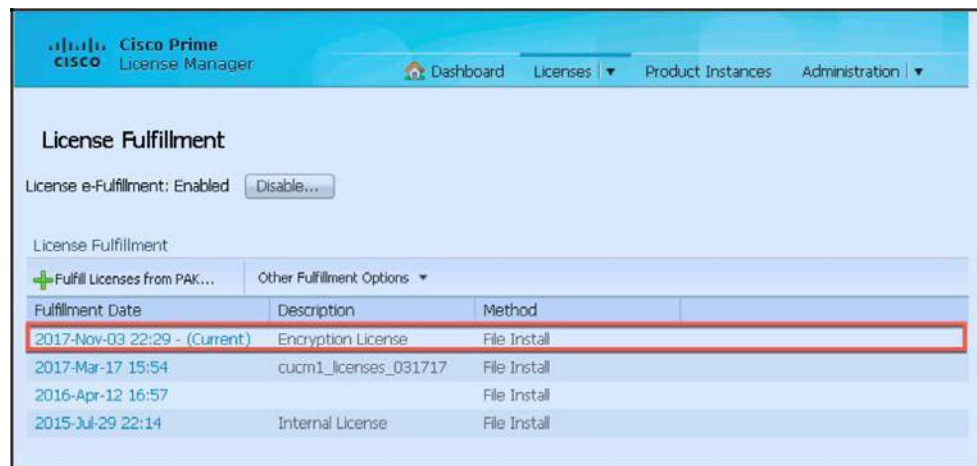 Cisco Prime
CISCO License Manager
Dashboard Licenses Product Instances Administration
License Fulfillment
License e-Fulfillment: Enabled Disable...
License Fulfillment
Fulfill Licenses from PAK... Other Fulfillment Options
Fulfillment Date Description Method
2017-Nov-03 22:29 - (Current) Encryption License File Install
2017-Mar-17 15:54 cucm1_licenses_031717 File Install
2016-Apr-12 16:57 File Install
2015-Jul-29 22:14 Internal License File Install